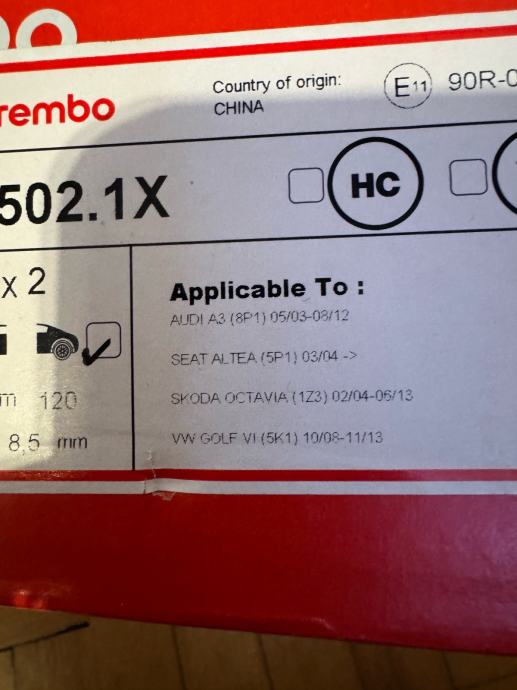 rembo
Country of origin:
CHINA
E11 90R-0
502.1X
HC
x 2
Applicable To :
AUDI A3 (8P1) 05/03-08/12
SEAT ALTEA (5P1) 03/04 ->
SKODA OCTAVIA (1Z3) 02/04-06/13
m 120
VW GOLF VI (5K1) 10/08-11/13
8,5 mm